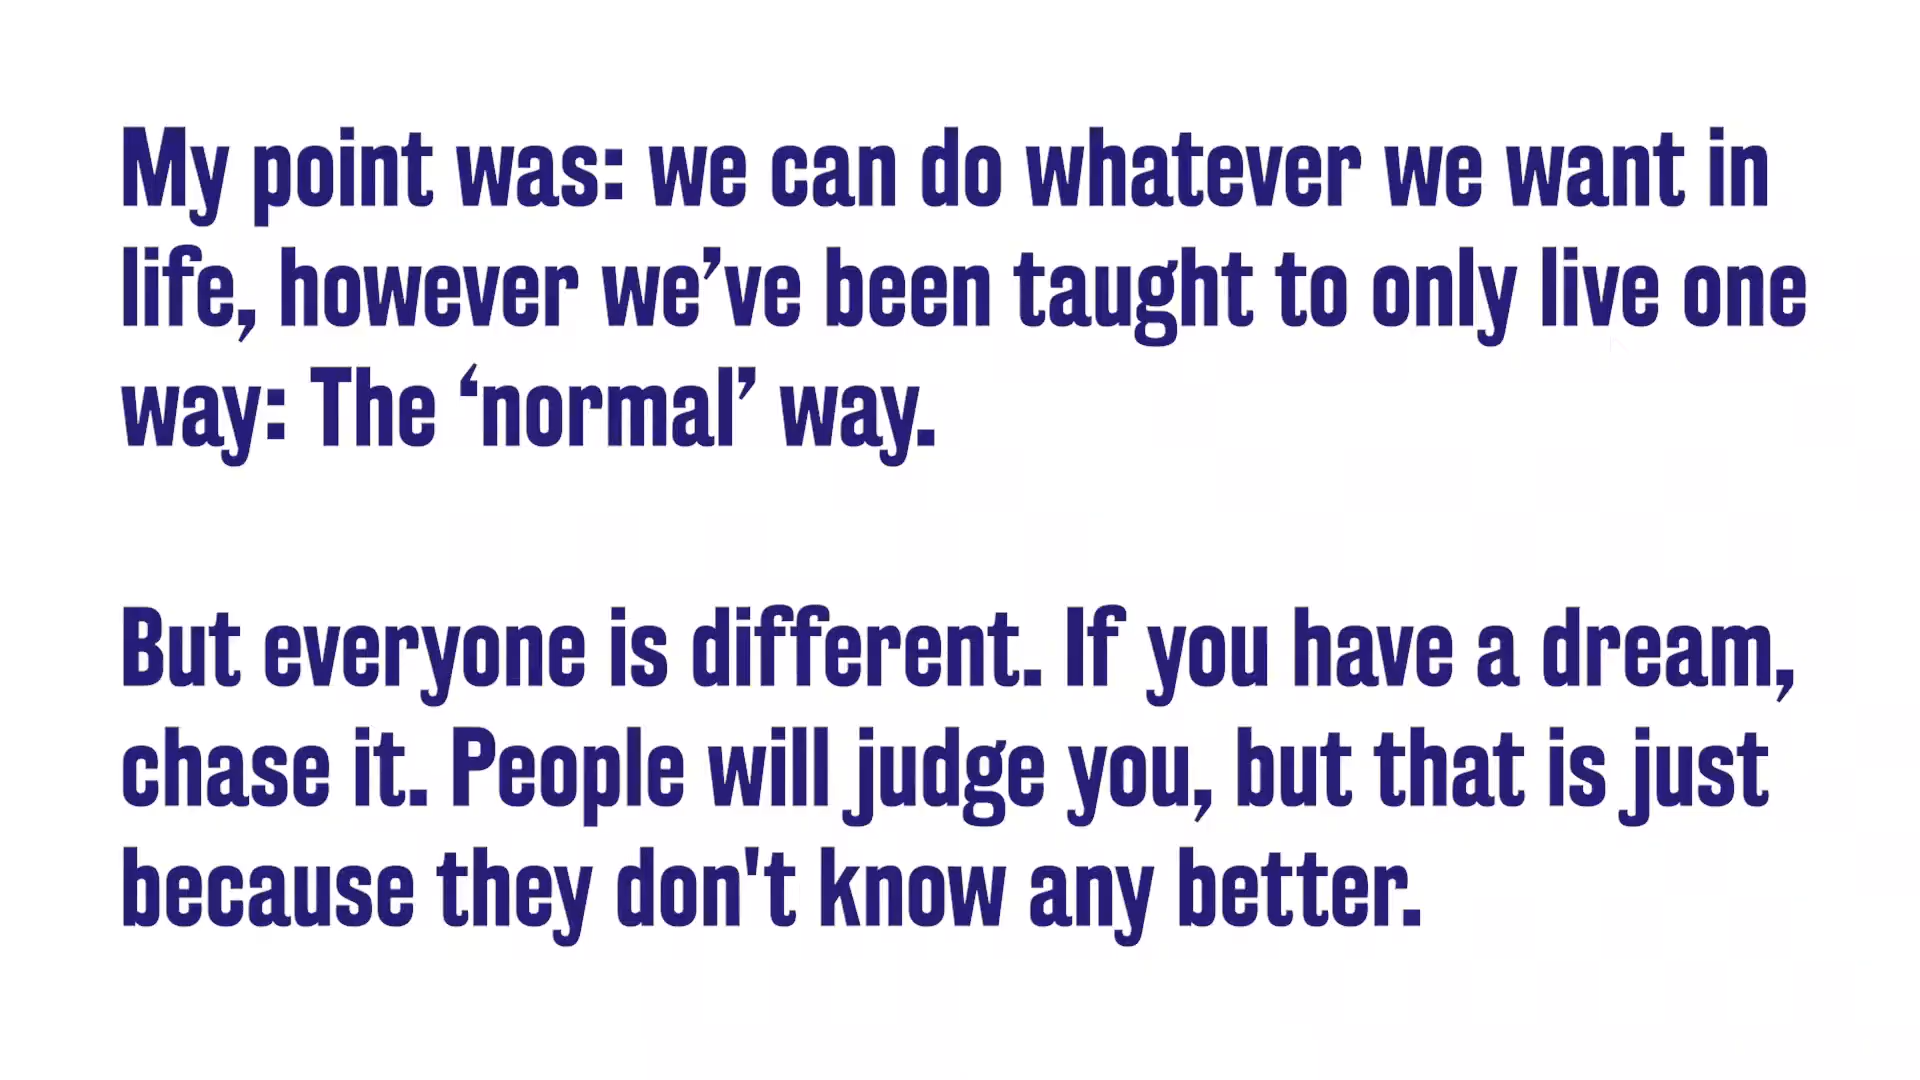 My point was: we can do whatever we want in
life, however we’ve been taught to only live one
way: The ‘normal’ way.
But everyone is different. If you have a dream,
chase it. People will judge you, but that is just
because they don't know any better.